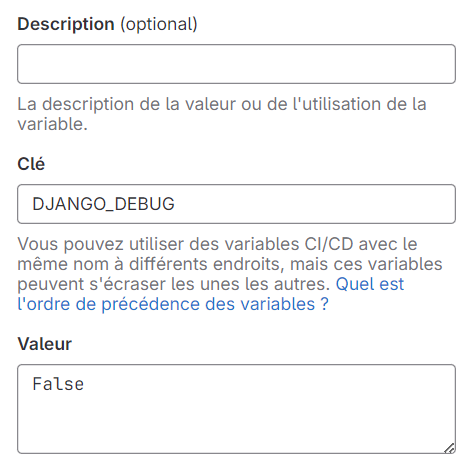 Description (optional)
La description de la valeur ou de l'utilisation de la
variable.
Clé
DJANGO_DEBUG
Vous pouvez utiliser des variables CI/CD avec le
même nom à différents endroits, mais ces variables
peuvent s'écraser les unes les autres. Quel est
l'ordre de précédence des variables ?
Valeur
False